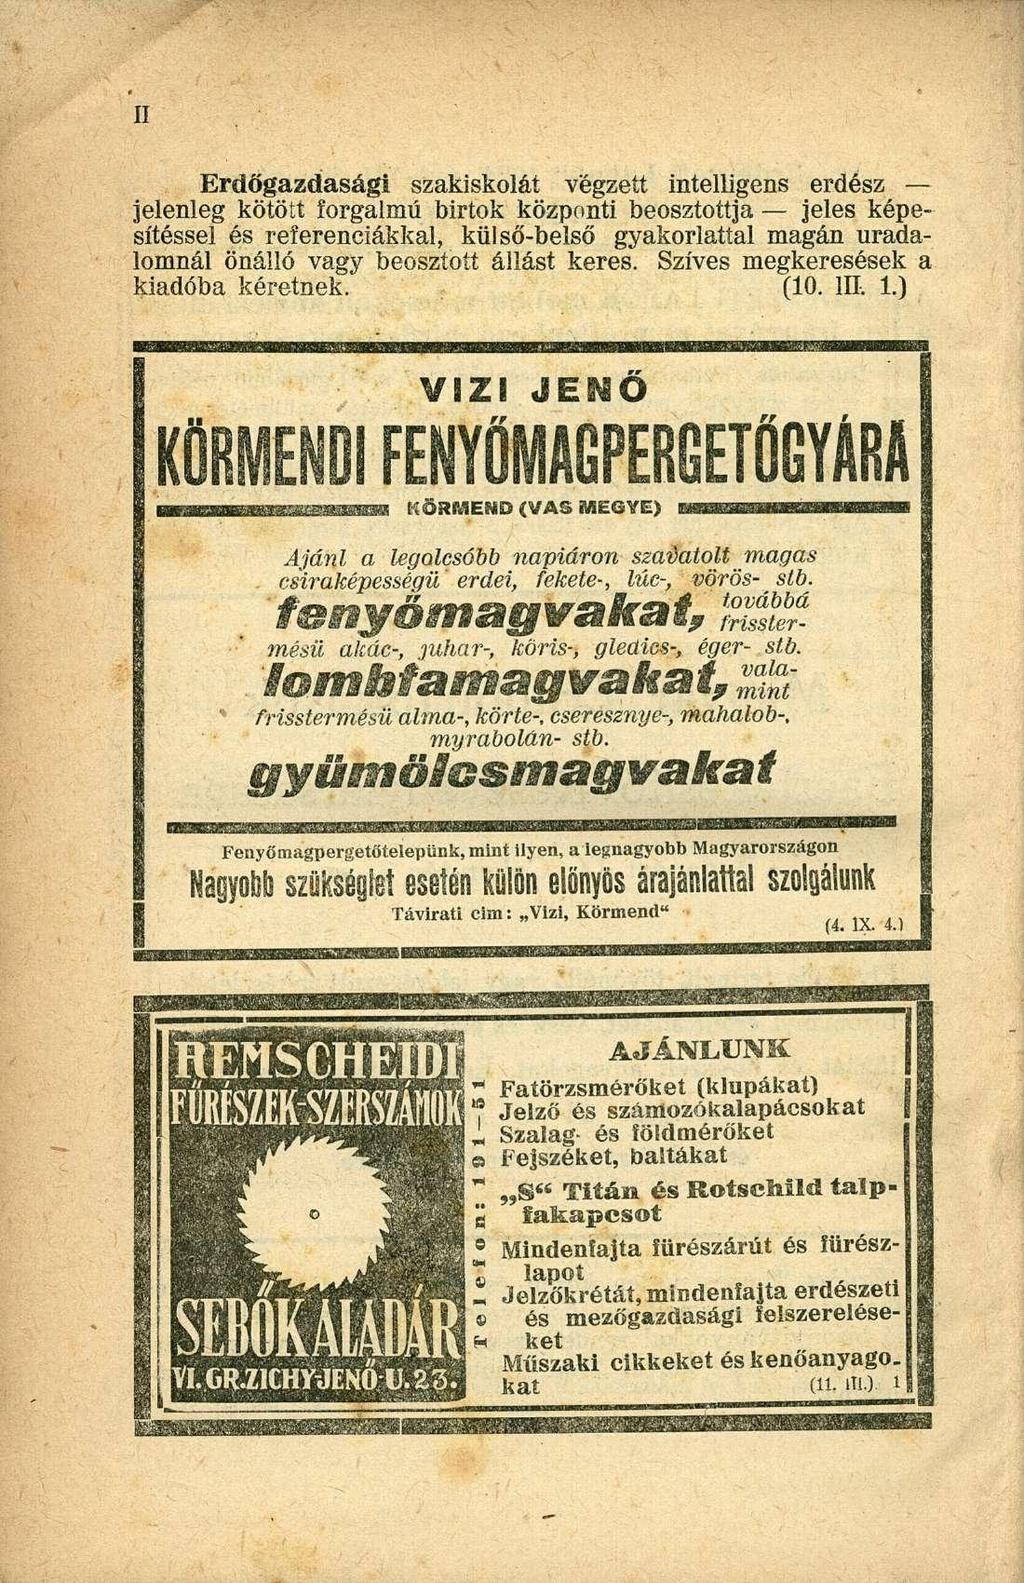 II
Erdőgazdasági szakiskolát végzett intelligens erdész —
jelenleg kötött forgalmú birtok központi beosztottja — jeles képe-
sítéssel és referenciákkal, külső-belső gyakorlattal magán urada-
lomnál önálló vagy beosztott állást keres. Szíves megkeresések a
kiadóba kéretnek. (10. III. 1.)
VIZI JENŐ
KÖRMENDI FENYŐMAGPERGETŐGYÁRA
KÖRMEND (VAS MEGYE)
Ajánl a legolcsóbb napiáron szavatolt magas
csiraképességü erdei, fekete-, lúc-, vörös- stb.
fenyőmagvakat, továbbá
frisster-
mésü akác-, juhar-, kőris-, gledics-, éger- stb.
lombfamagvakat, vala-
mint
frisstermésü alma-, körte-, cseresznye-, mahalob-,
myrabolán- stb.
gyümölcsmagvakat
Fenyőmagpergetőtelepünk, mint ilyen, a legnagyobb Magyarországon
Nagyobb szükséglet esetén külön előnyös árajánlattal szolgálunk
Távirati cim: „Vizi, Körmend“
(4. IX. 4.)
REMSCHEIDI
FŰRÉSZEK-SZERSZÁMOK
SEBŐK ALADÁR
VI. GR. ZICHY JENŐ-U. 23.
Telefon: 191—51
AJÁNLUNK
Fatörzsmérőket (klupákat)
Jelző és számozókalapácsokat
Szalag- és földmérőket
Fejszéket, baltákat
„S“ Titán és Rotschild talp-
fakapcsot
Mindenfajta fürészárút és fürész-
lapot
Jelzőkrétát, mindenfajta erdészeti
és mezőgazdasági felszerelése-
ket
Műszaki cikkeket és kenőanyago-
kat (11. III.) 1